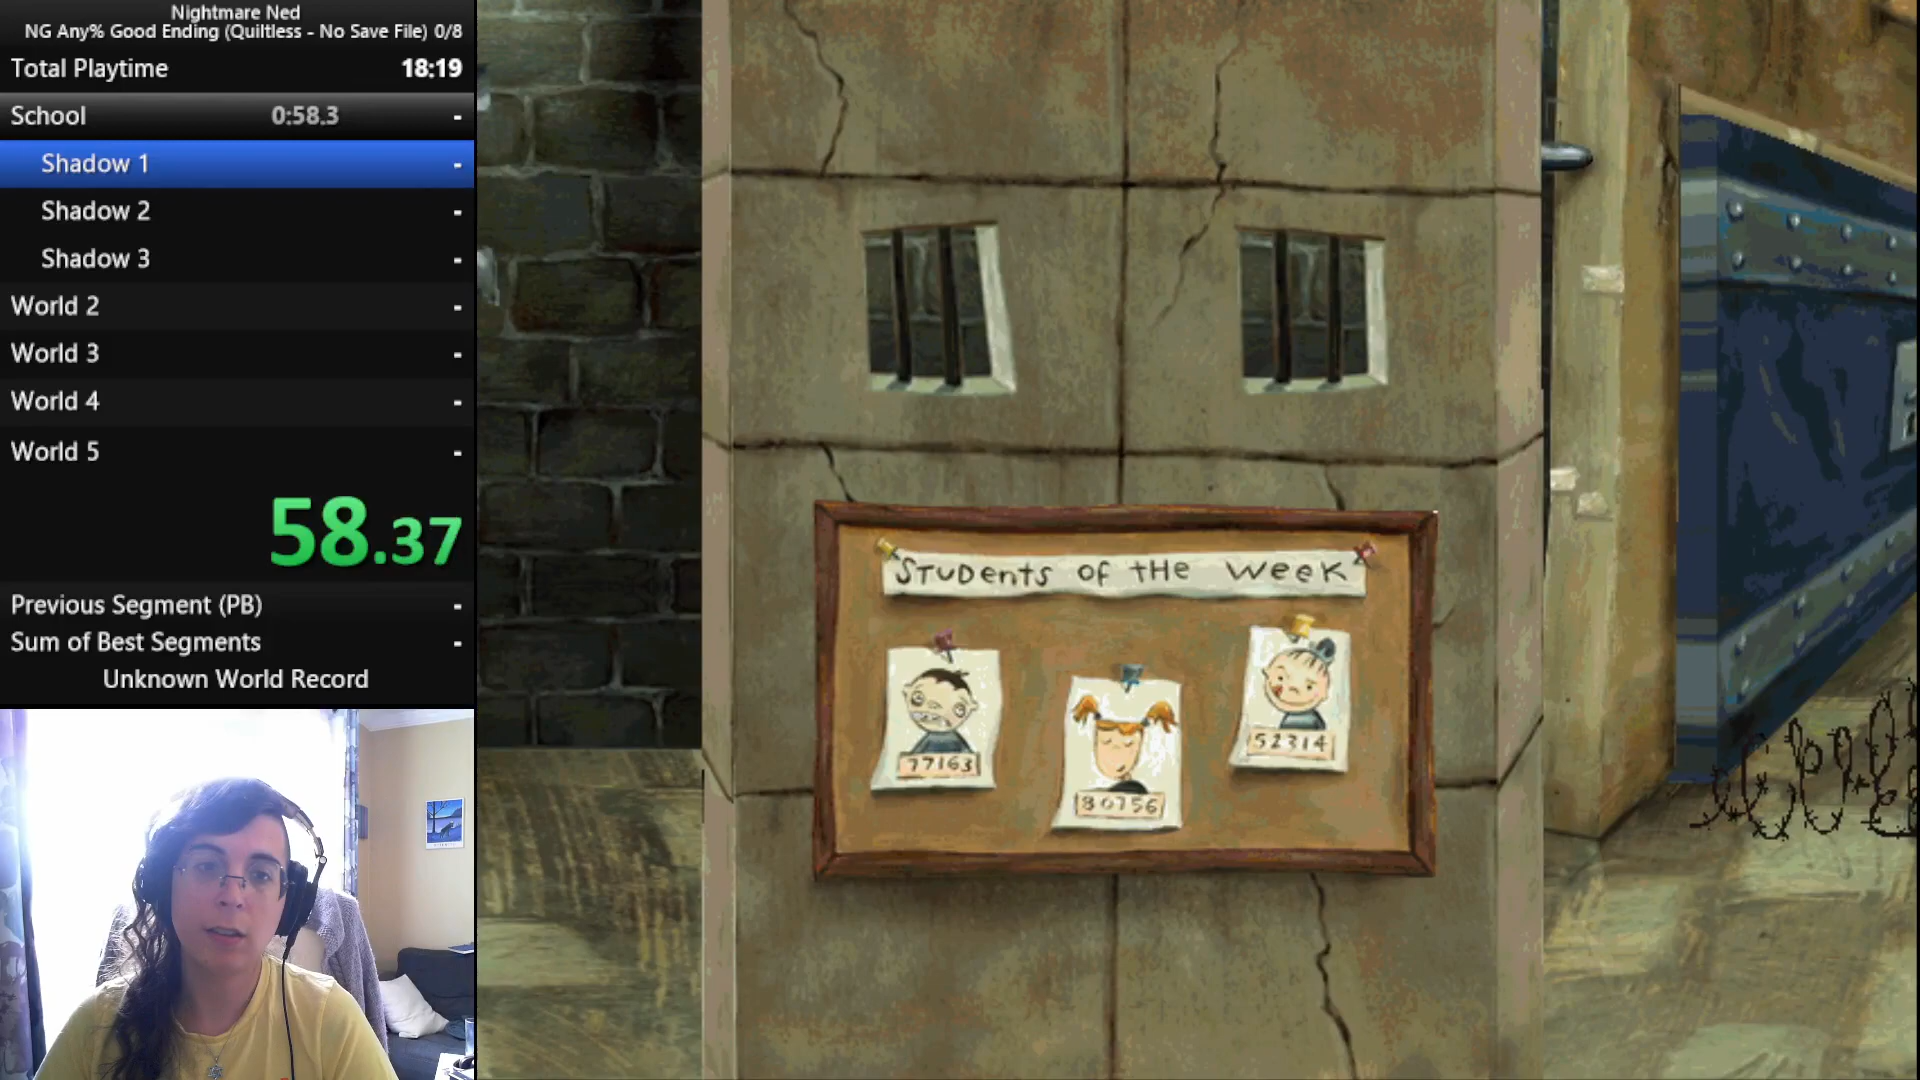 Nightmare Ned
NG Any% Good Ending (Quiltless - No Save File) 0/8
Total Playtime 18:19
School 0:58.3 -
Shadow 1 -
Shadow 2 -
Shadow 3 -
World 2 -
World 3 -
World 4 -
World 5 -
58.37
Previous Segment (PB) -
Sum of Best Segments -
Unknown World Record
STUDentS OF tHe WeeK
77163
80756
52314